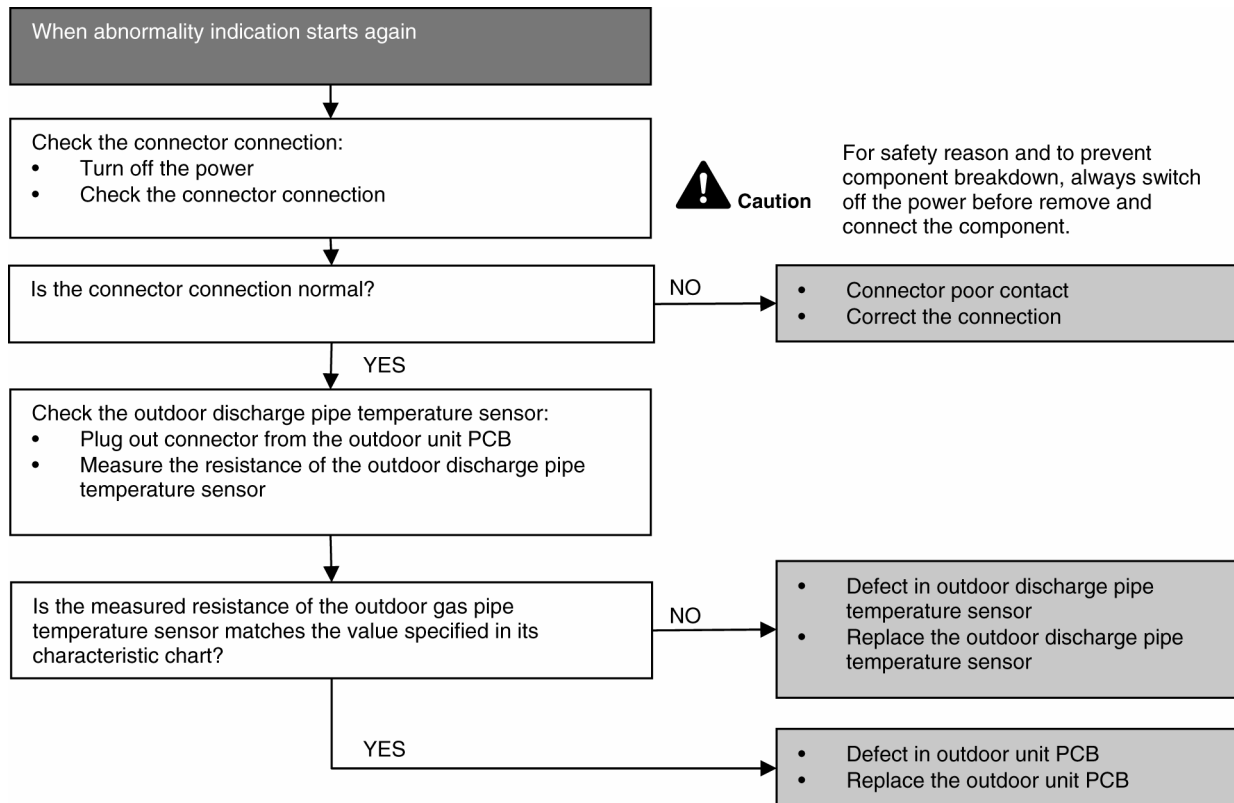 When abnormality indication starts again
Check the connector connection:
• Turn off the power
• Check the connector connection
Caution
For safety reason and to prevent
component breakdown, always switch
off the power before remove and
connect the component.
Is the connector connection normal?
NO
• Connector poor contact
• Correct the connection
YES
Check the outdoor discharge pipe temperature sensor:
• Plug out connector from the outdoor unit PCB
• Measure the resistance of the outdoor discharge pipe
temperature sensor
Is the measured resistance of the outdoor gas pipe
temperature sensor matches the value specified in its
characteristic chart?
NO
• Defect in outdoor discharge pipe
temperature sensor
• Replace the outdoor discharge pipe
temperature sensor
YES
• Defect in outdoor unit PCB
• Replace the outdoor unit PCB